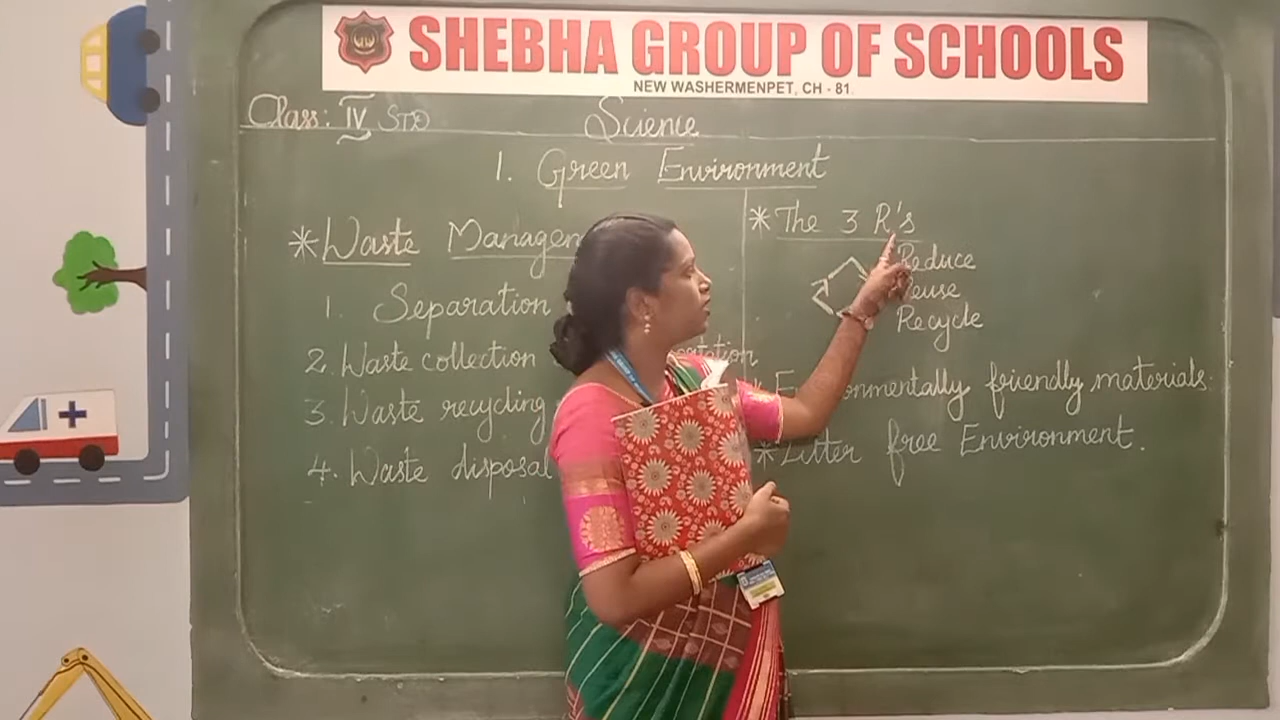 SHEBHA GROUP OF SCHOOLS
NEW WASHERMENPET, CH - 81.
Class: IV STD
Science
1. Green Environment
* Waste
1. Separation
2. Waste collection
3. Waste recycling
4. Waste disposal
* The 3 R's
Reduce
Recycle
friendly materials.
* Litter free Environment.